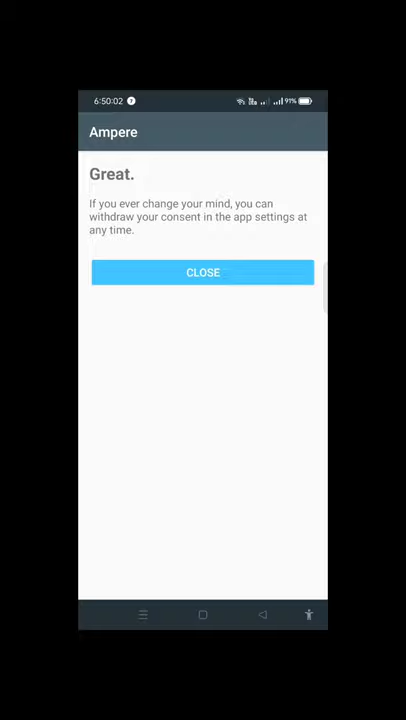 6:50:02 91%
Ampere
Great.
If you ever change your mind, you can
withdraw your consent in the app settings at
any time.
CLOSE